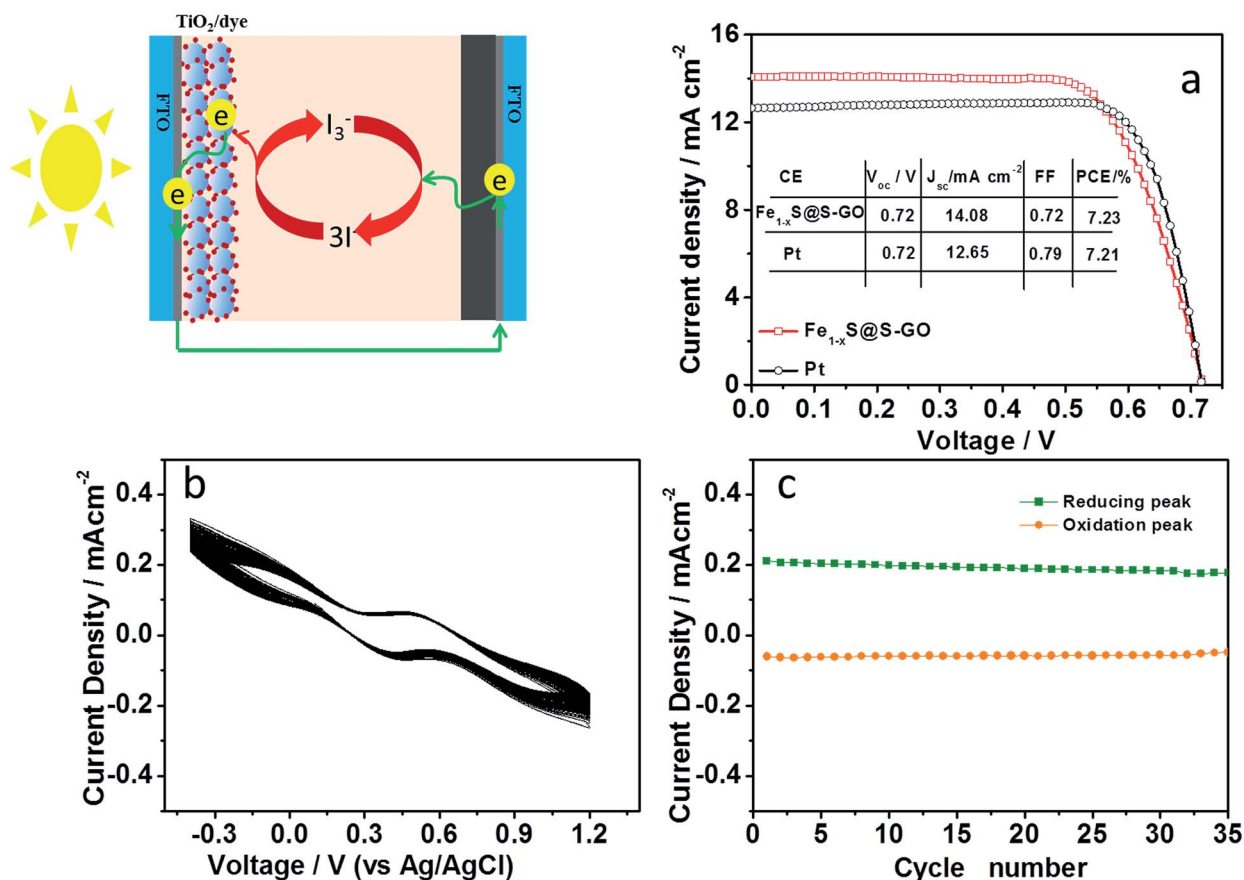 TiO2/dye
FTO
FTO
e
e
e
I3-
3I-
a
16
12
8
4
0
Current density / mA cm-2
CE Voc / V Jsc/mA cm-2 FF PCE/%
Fe1-xS@S-GO 0.72 14.08 0.72 7.23
Pt 0.72 12.65 0.79 7.21
Fe1-xS@S-GO
Pt
0.0 0.1 0.2 0.3 0.4 0.5 0.6 0.7
Voltage / V
b
0.4
0.2
0.0
-0.2
-0.4
Current Density / mAcm-2
-0.3 0.0 0.3 0.6 0.9 1.2
Voltage / V (vs Ag/AgCl)
c
0.4
0.2
0.0
-0.2
-0.4
Current Density / mAcm-2
Reducing peak
Oxidation peak
0 5 10 15 20 25 30 35
Cycle number